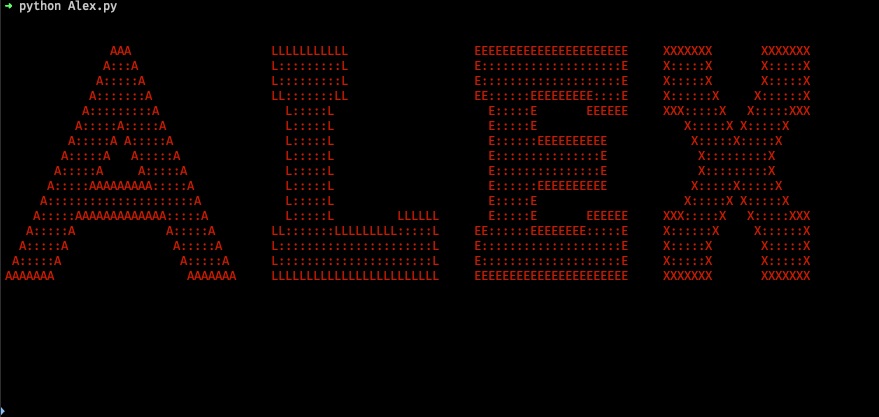 ➜ python Alex.py
               AAA                    LLLLLLLLLLL                  EEEEEEEEEEEEEEEEEEEEEE     XXXXXXX       XXXXXXX
              A:::A                   L:::::::::L                  E::::::::::::::::::::E     X:::::X       X:::::X
             A:::::A                  L:::::::::L                  E::::::::::::::::::::E     X:::::X       X:::::X
            A:::::::A                 LL:::::::LL                  EE::::::EEEEEEEEE::::E     X::::::X     X::::::X
           A:::::::::A                  L:::::L                      E:::::E       EEEEEE     XXX:::::X   X:::::XXX
          A:::::A:::::A                 L:::::L                      E:::::E                     X:::::X X:::::X
         A:::::A A:::::A                L:::::L                      E::::::EEEEEEEEEE            X:::::X:::::X
        A:::::A   A:::::A               L:::::L                      E:::::::::::::::E             X:::::::::X
       A:::::A     A:::::A              L:::::L                      E:::::::::::::::E             X:::::::::X
      A:::::AAAAAAAAA:::::A             L:::::L                      E::::::EEEEEEEEEE            X:::::X:::::X
     A:::::::::::::::::::::A            L:::::L                      E:::::E                     X:::::X X:::::X
    A:::::AAAAAAAAAAAAA:::::A           L:::::L         LLLLLL       E:::::E       EEEEEE     XXX:::::X   X:::::XXX
   A:::::A             A:::::A        LL:::::::LLLLLLLLL:::::L     EE::::::EEEEEEEE:::::E     X::::::X     X::::::X
  A:::::A               A:::::A       L::::::::::::::::::::::L     E::::::::::::::::::::E     X:::::X       X:::::X
 A:::::A                 A:::::A      L::::::::::::::::::::::L     E::::::::::::::::::::E     X:::::X       X:::::X
AAAAAAA                   AAAAAAA     LLLLLLLLLLLLLLLLLLLLLLLL     EEEEEEEEEEEEEEEEEEEEEE     XXXXXXX       XXXXXXX